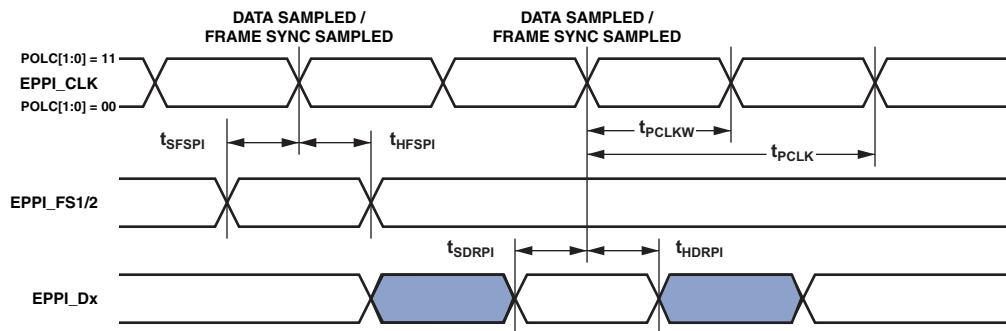 DATA SAMPLED /
FRAME SYNC SAMPLED
DATA SAMPLED /
FRAME SYNC SAMPLED
POLC[1:0] = 11
EPPI_CLK
POLC[1:0] = 00
tSFSPI
tHFSPI
tPCLKW
tPCLK
EPPI_FS1/2
tSDRPI
tHDRPI
EPPI_Dx